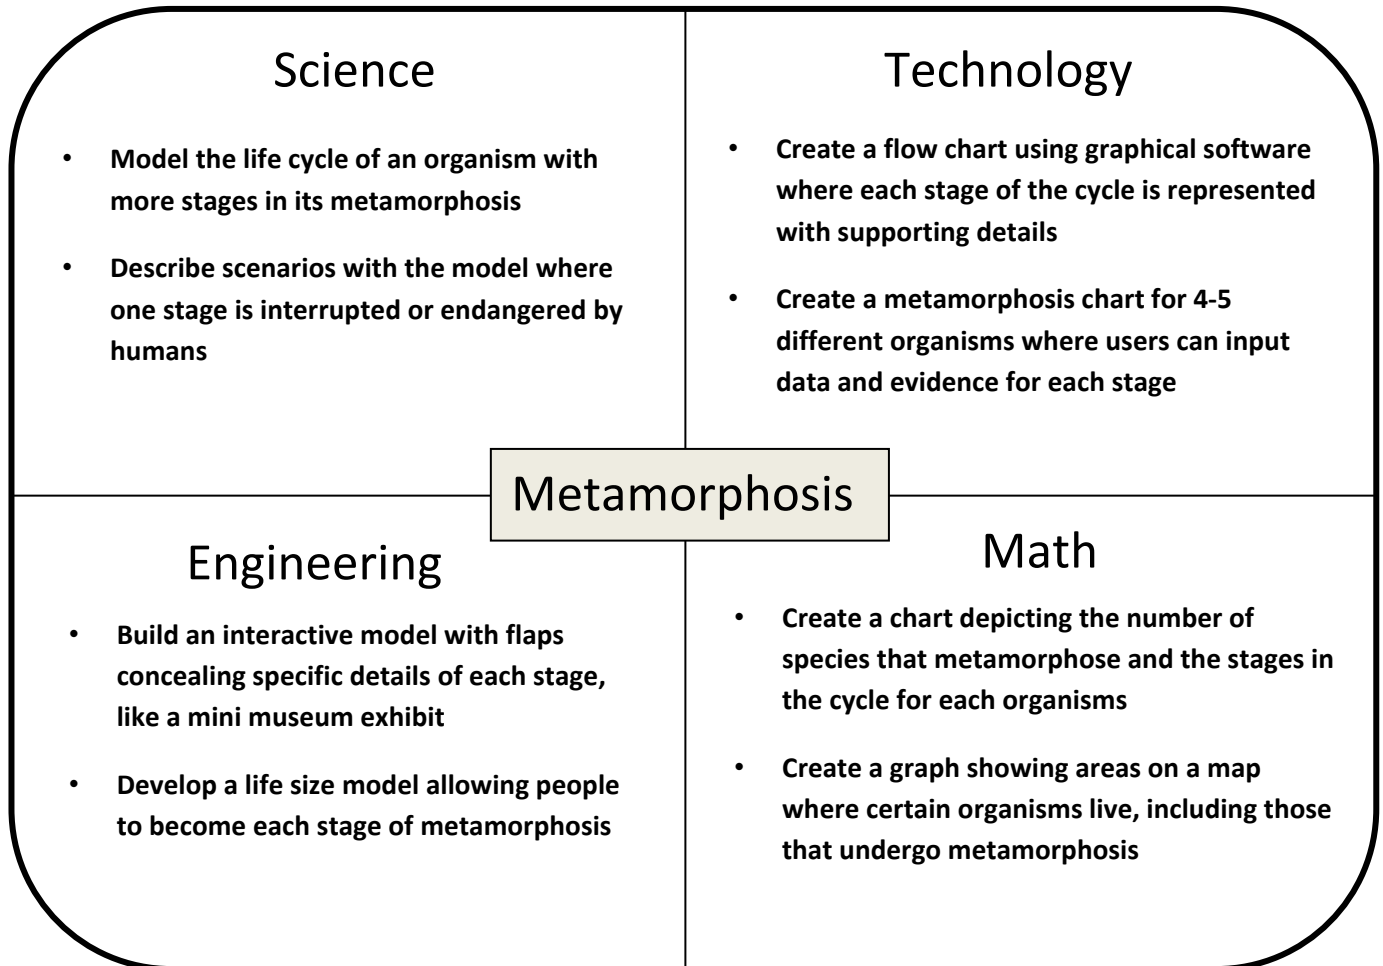 Science
• Model the life cycle of an organism with
more stages in its metamorphosis
• Describe scenarios with the model where
one stage is interrupted or endangered by
humans
Technology
• Create a flow chart using graphical software
where each stage of the cycle is represented
with supporting details
• Create a metamorphosis chart for 4-5
different organisms where users can input
data and evidence for each stage
Metamorphosis
Engineering
• Build an interactive model with flaps
concealing specific details of each stage,
like a mini museum exhibit
• Develop a life size model allowing people
to become each stage of metamorphosis
Math
• Create a chart depicting the number of
species that metamorphose and the stages in
the cycle for each organisms
• Create a graph showing areas on a map
where certain organisms live, including those
that undergo metamorphosis